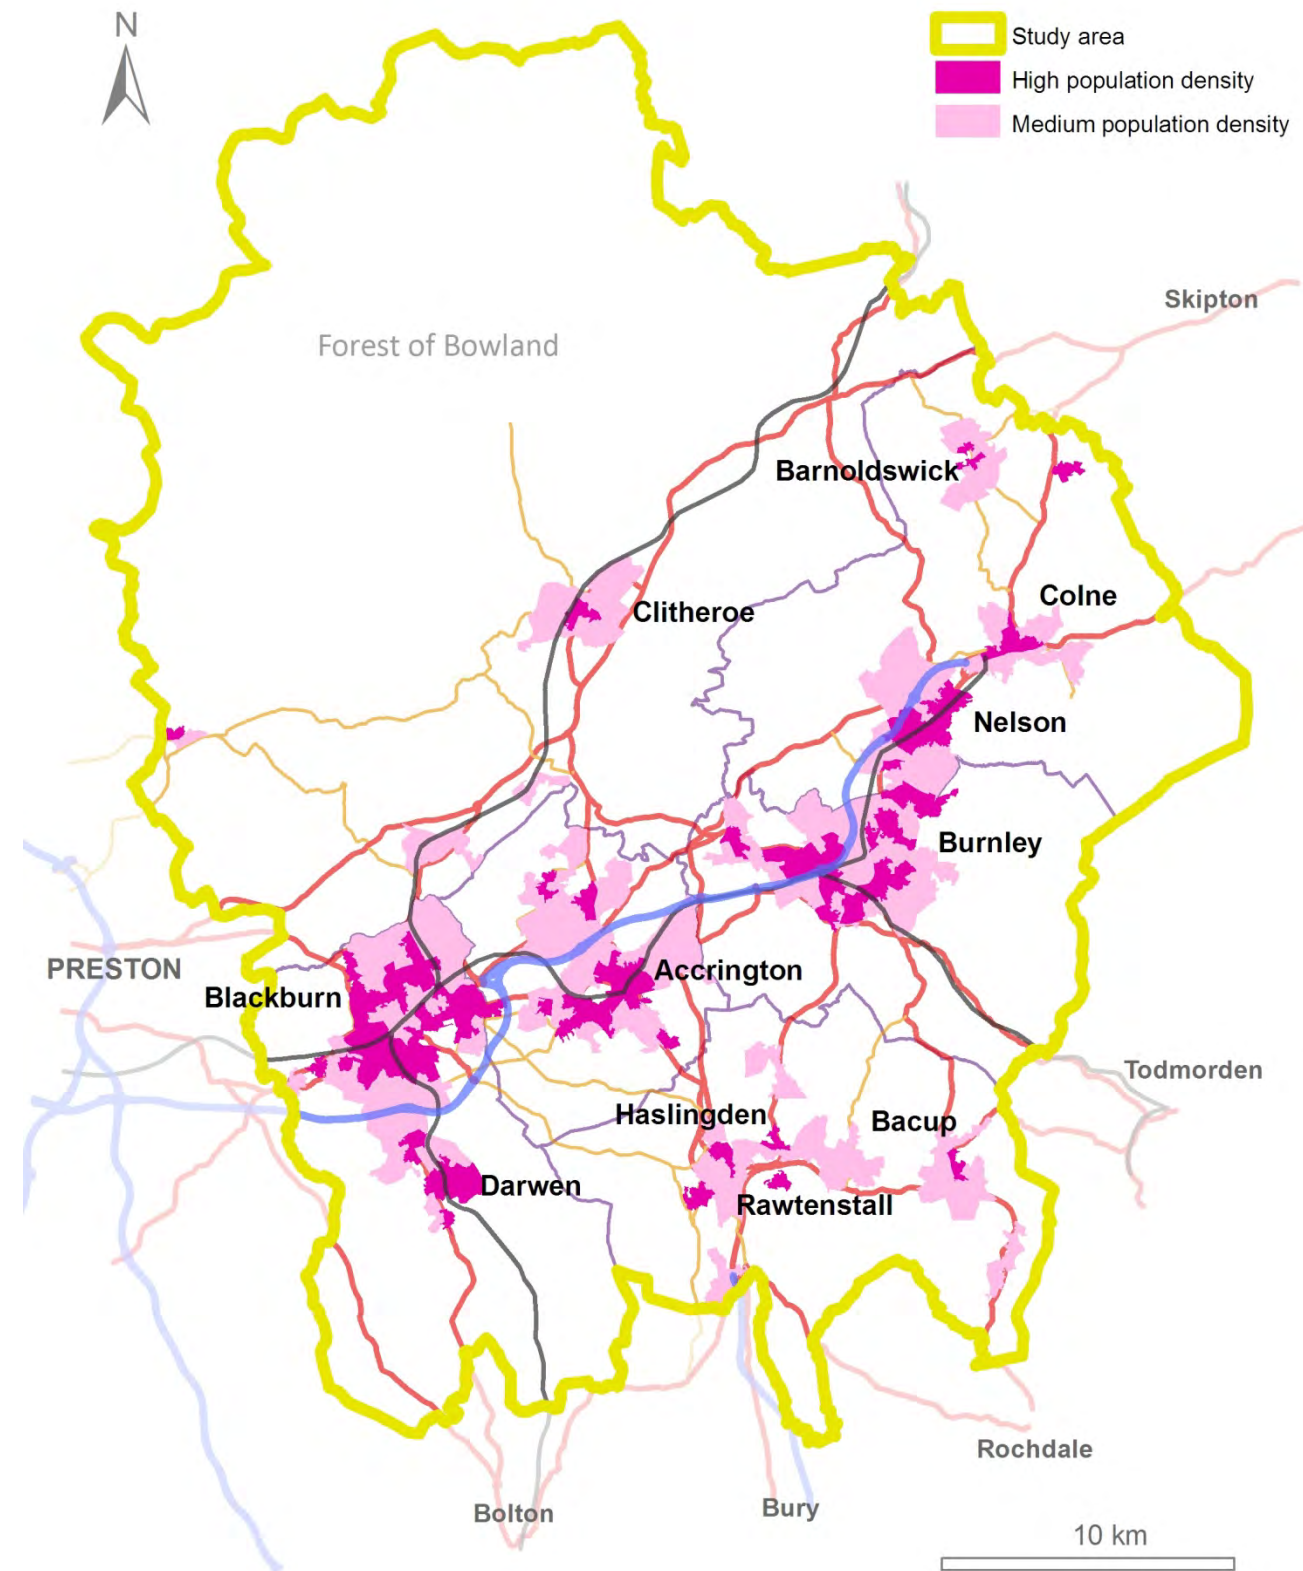 N
Study area
High population density
Medium population density
Skipton
Forest of Bowland
Barnoldswick
Colne
Clitheroe
Nelson
Burnley
PRESTON
Accrington
Blackburn
Todmorden
Haslingden
Bacup
Darwen
Rawtenstall
Rochdale
Bury
Bolton
10 km